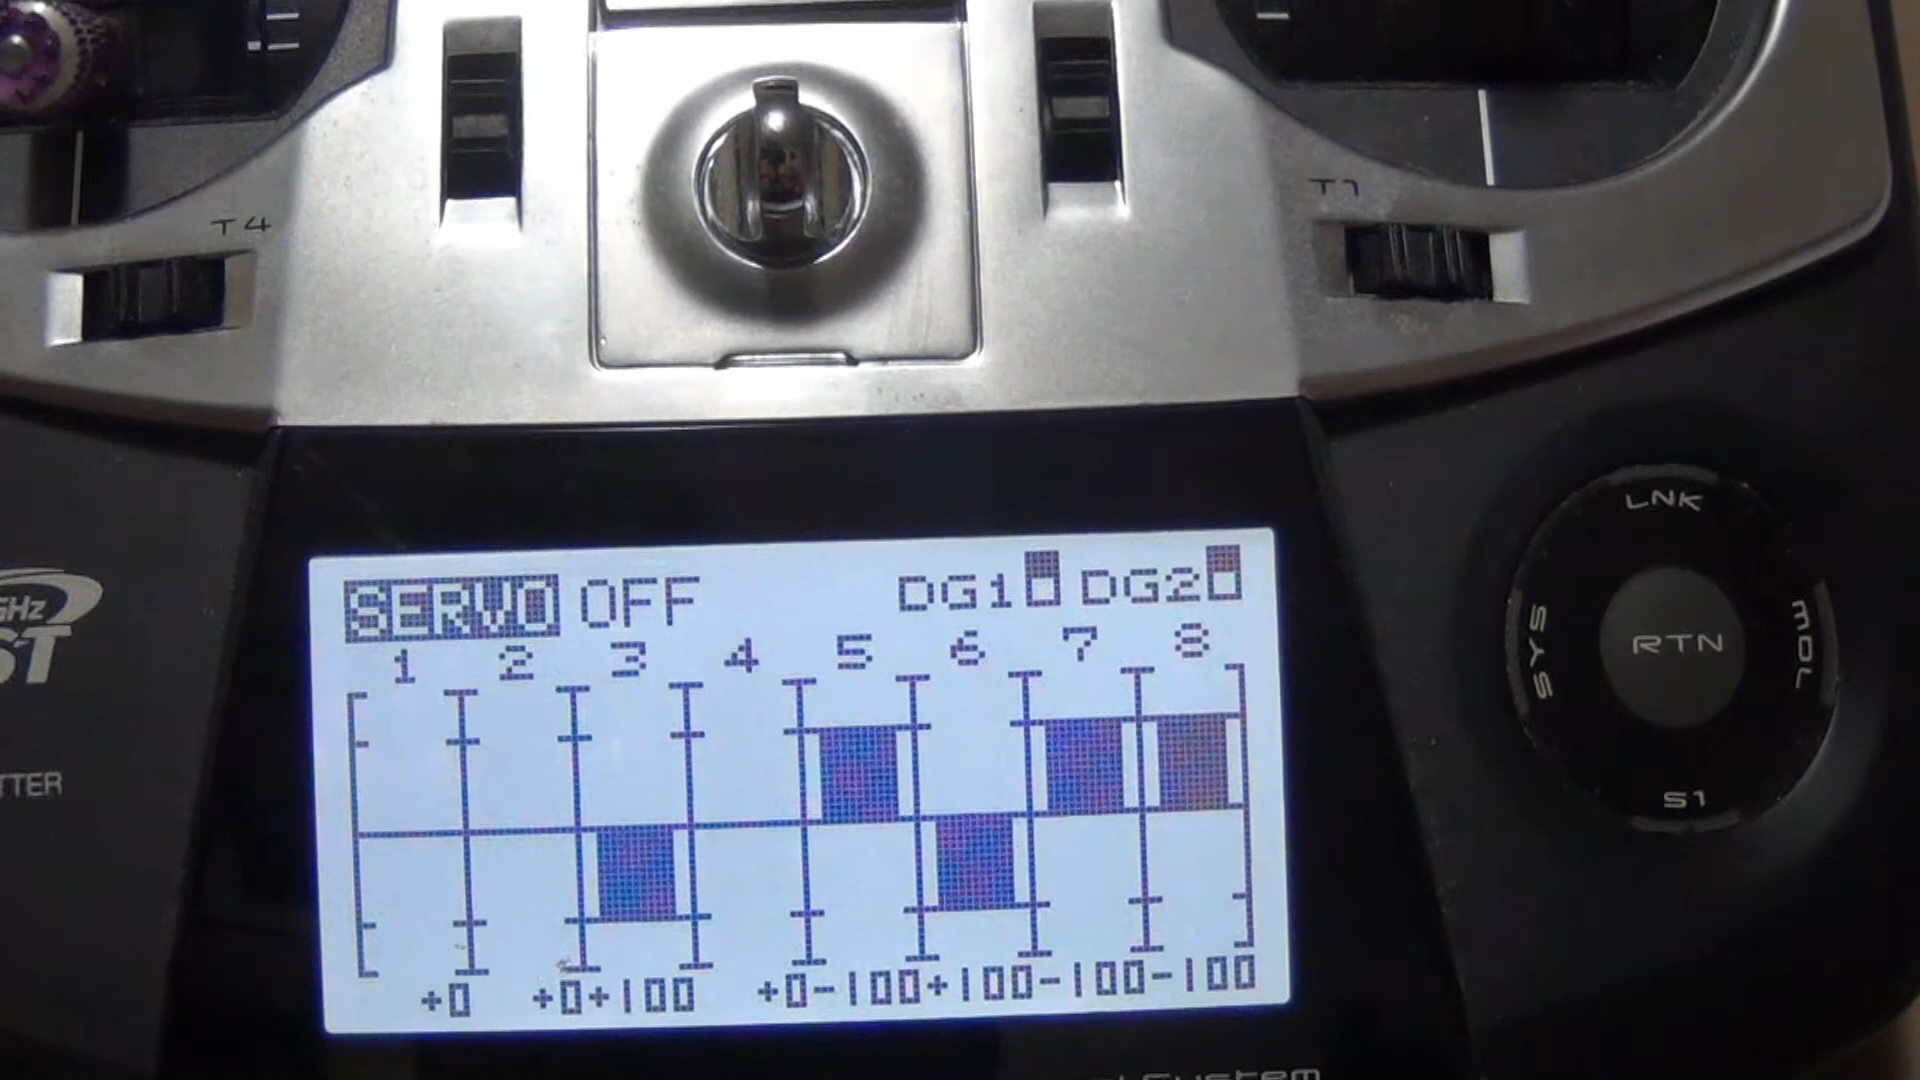 T4
T1
LNK
SYS
RTN
MDL
S1
GHz
ST
TTER
SERVO OFF DG1 DG2
1 2 3 4 5 6 7 8
+0 +0+100 +0-100+100-100-100
System